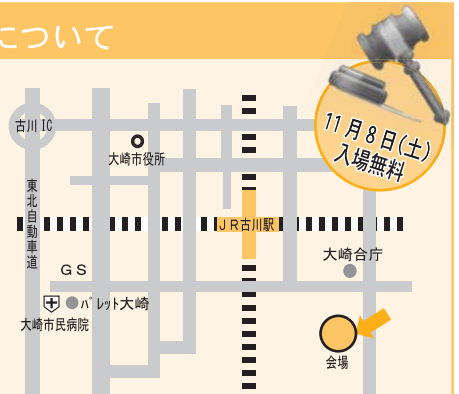 について
11月8日(土)
入場無料
古川IC
大崎市役所
東北自動車道
JR古川駅
大崎合庁
GS
パレット大崎
大崎市民病院
会場